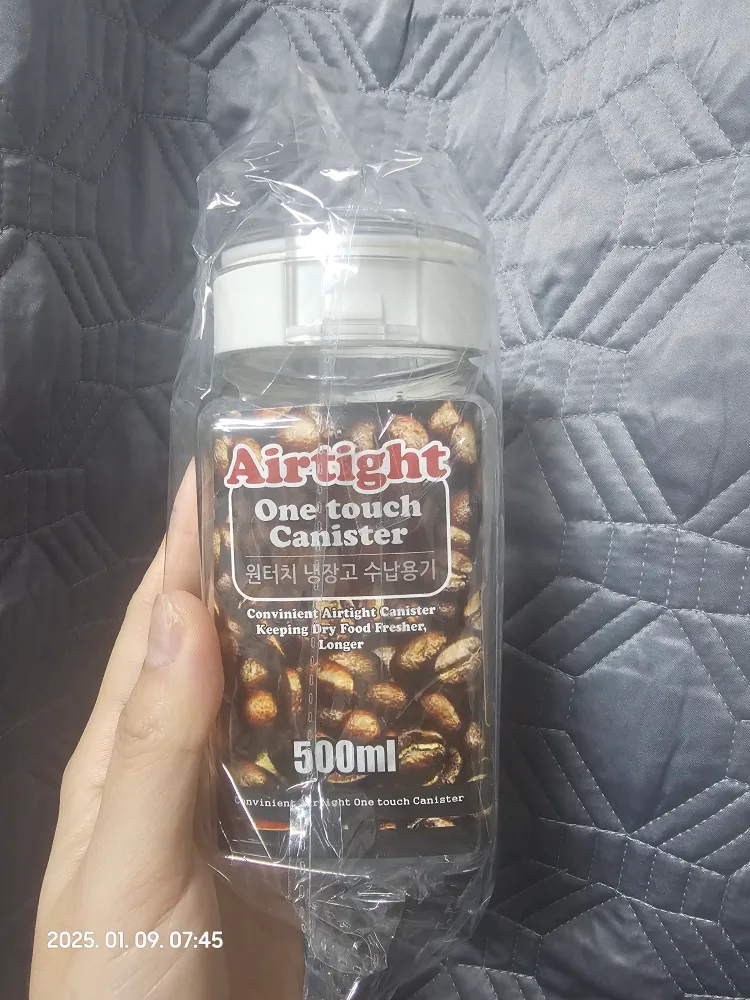 Airtight
One touch
Canister
원터치 냉장고 수납용기
Convinient Airtight Canister
Keeping Dry Food Fresher,
Longer
500ml
Convinient Airtight One touch Canister
2025. 01. 09. 07:45